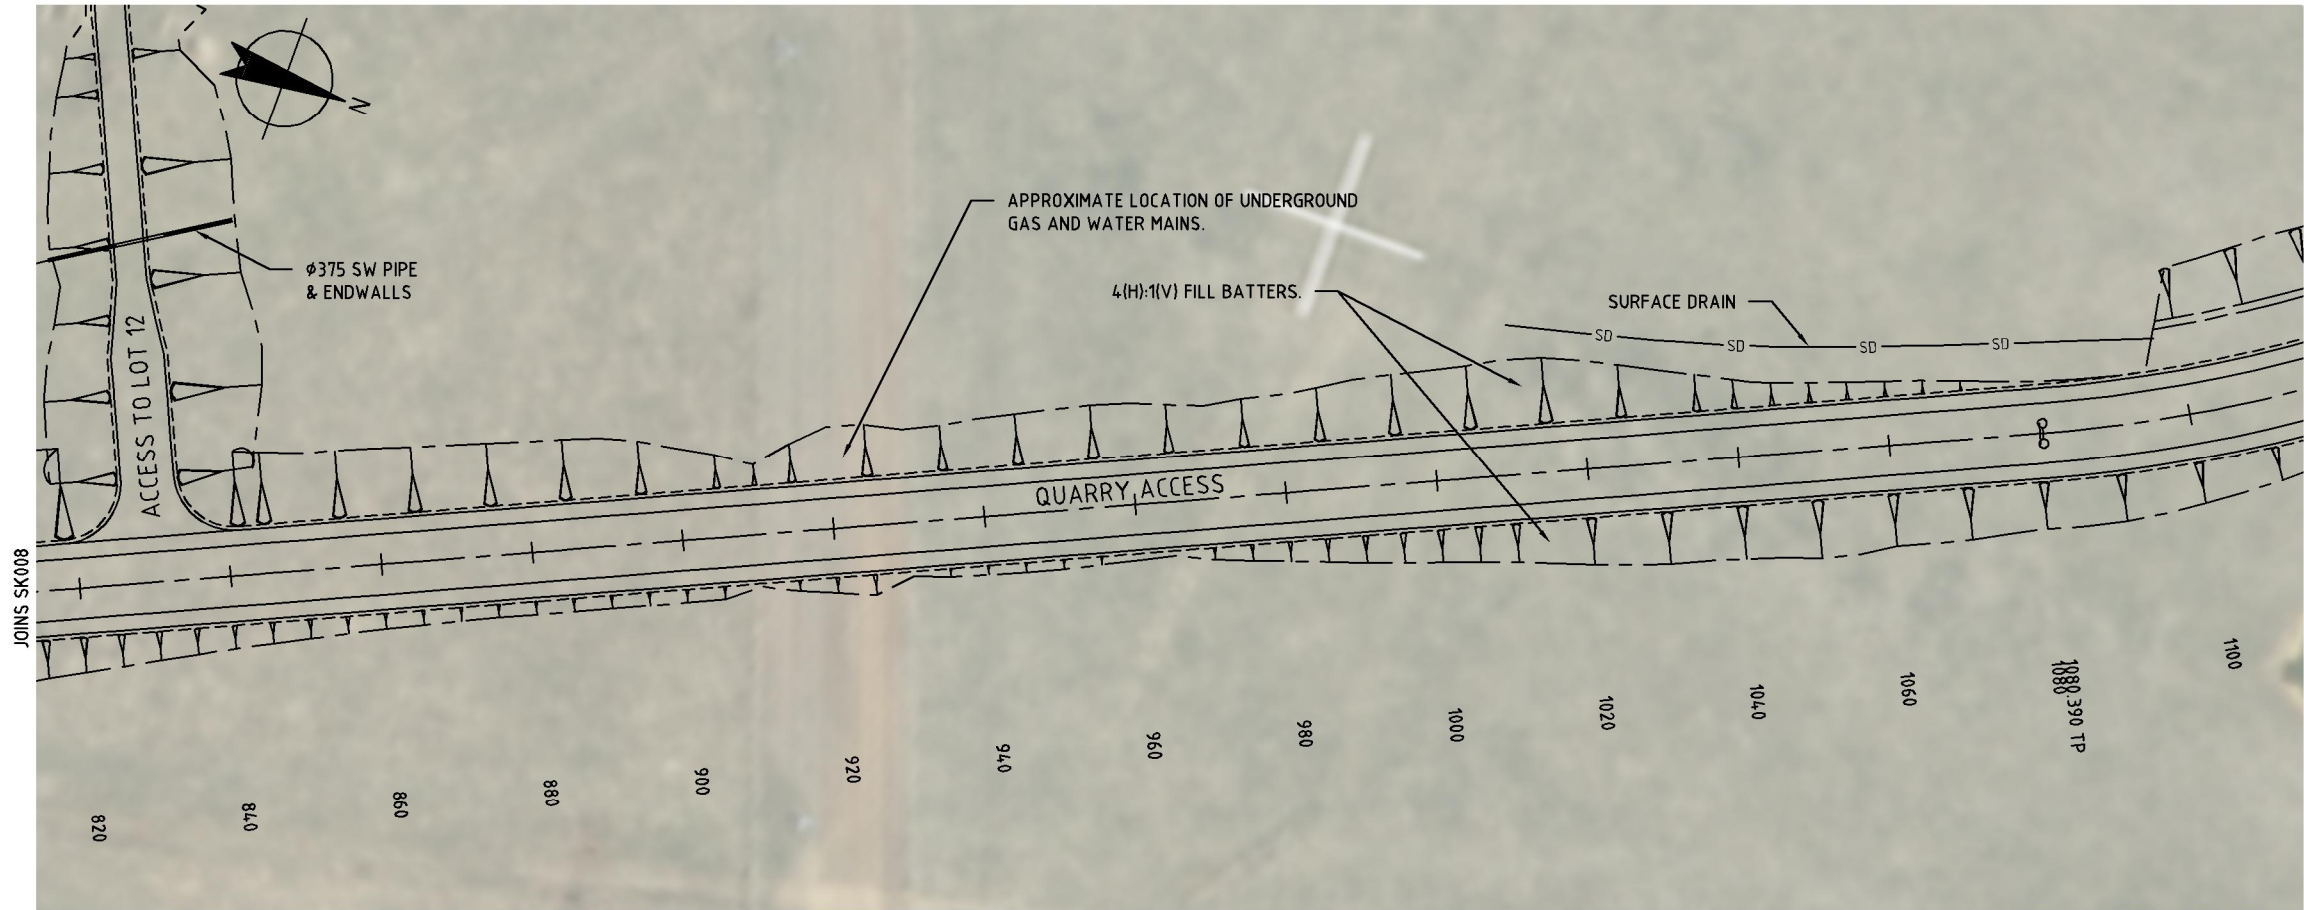 N
APPROXIMATE LOCATION OF UNDERGROUND
GAS AND WATER MAINS.
Ø375 SW PIPE
& ENDWALLS
4(H):1(V) FILL BATTERS.
SURFACE DRAIN
SD
SD
SD
SD
ACCESS TO LOT 12
QUARRY ACCESS
JOINS SK008
820
840
860
880
900
920
940
960
980
1000
1020
1040
1060
1080
1080.390 TP
1100